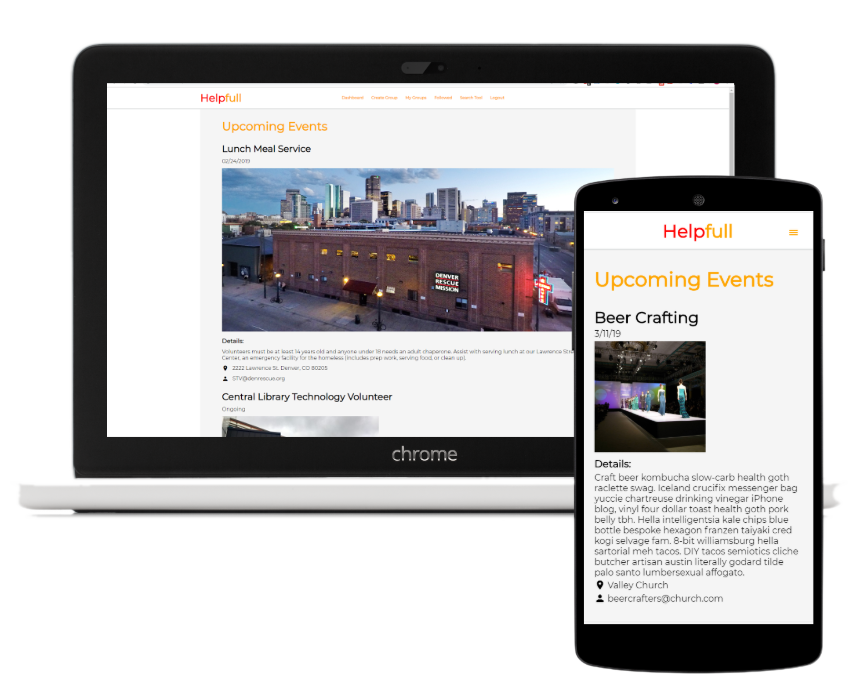 Helpfull
Dashboard Create Group My Groups Followed Search Tool Logout
Upcoming Events
Lunch Meal Service
02/24/2019
DENVER
RESCUE
MISSION
Details:
Volunteers must be at least 14 years old and anyone under 18 needs an adult chaperone. Assist with serving lunch at our Lawrence
Center, an emergency facility for the homeless (includes prep work, serving food, or clean up).
2222 Lawrence St, Denver, CO 80205
STV@denrescue.org
Central Library Technology Volunteer
Ongoing
chrome
Helpfull
Upcoming Events
Beer Crafting
3/11/19
Details:
Craft beer kombucha slow-carb health goth
raclette swag. Iceland crucifix messenger bag
yuccie chartreuse drinking vinegar iPhone
blog, vinyl four dollar toast health goth pork
belly tbh. Hella intelligentsia kale chips blue
bottle bespoke hexagon franzen taiyaki cred
kogi selvage fam. 8-bit williamsburg hella
sartorial meh tacos. DIY tacos semiotics cliche
butcher artisan austin literally godard tilde
palo santo lumbersexual affogato.
Valley Church
beercrafters@church.com